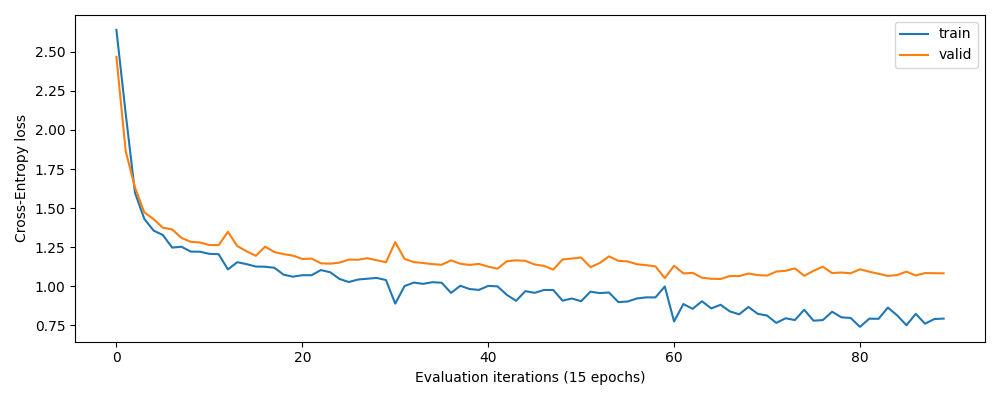 train
valid
2.50
2.25
2.00
1.75
1.50
1.25
1.00
0.75
Cross-Entropy loss
0 20 40 60 80
Evaluation iterations (15 epochs)